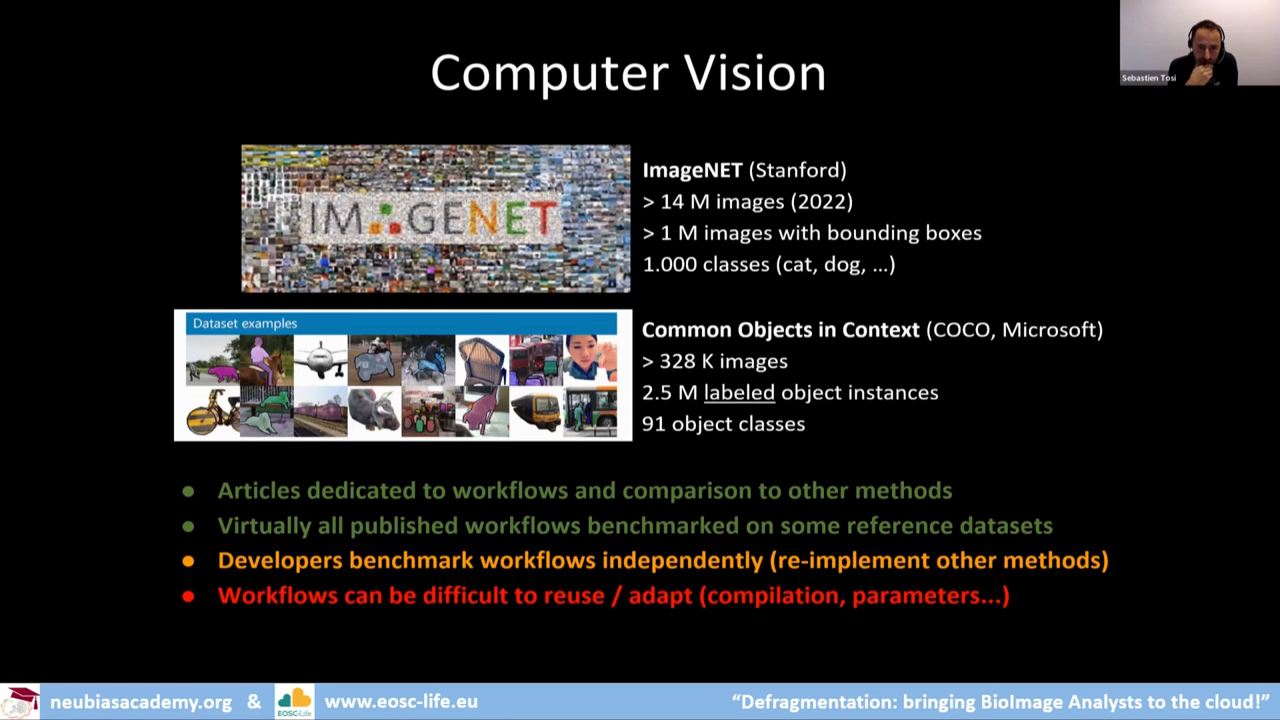 Computer Vision
Sebastien Tosi
IMAGENET
ImageNET (Stanford)
> 14 M images (2022)
> 1 M images with bounding boxes
1.000 classes (cat, dog, …)
Dataset examples
Common Objects in Context (COCO, Microsoft)
> 328 K images
2.5 M labeled object instances
91 object classes
● Articles dedicated to workflows and comparison to other methods
● Virtually all published workflows benchmarked on some reference datasets
● Developers benchmark workflows independently (re-implement other methods)
● Workflows can be difficult to reuse / adapt (compilation, parameters...)
neubiasacademy.org & EOSC-Life www.eosc-life.eu “Defragmentation: bringing BioImage Analysts to the cloud!”